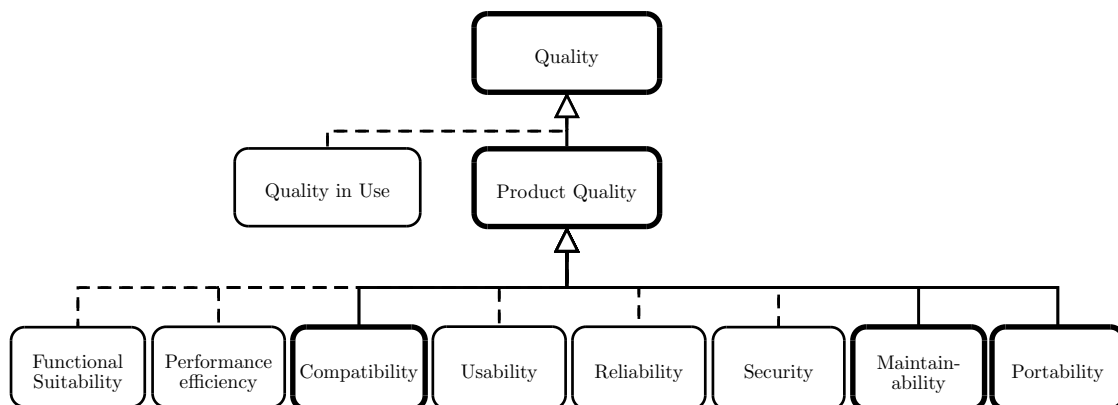 Quality
Quality in Use
Product Quality
Functional
Suitability
Performance
efficiency
Compatibility
Usability
Reliability
Security
Maintain-
ability
Portability